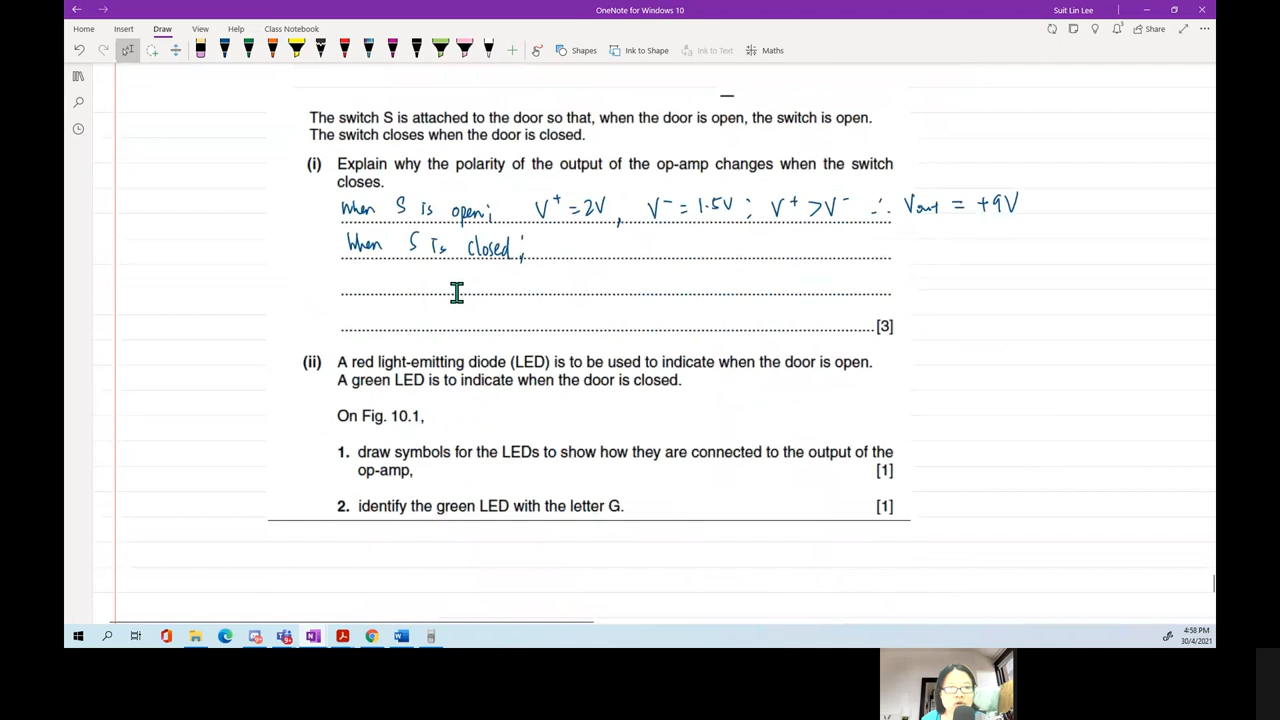 OneNote for Windows 10
Suit Lin Lee
Home Insert Draw View Help Class Notebook
Share
Shapes Ink to Shape Ink to Text Maths
The switch S is attached to the door so that, when the door is open, the switch is open.
The switch closes when the door is closed.
(i) Explain why the polarity of the output of the op-amp changes when the switch
closes.
When S is open; V⁺ = 2V, V⁻ = 1.5V; V⁺ > V⁻ ∴ Vout = +9V
When S is closed;
[3]
(ii) A red light-emitting diode (LED) is to be used to indicate when the door is open.
A green LED is to indicate when the door is closed.
On Fig. 10.1,
1. draw symbols for the LEDs to show how they are connected to the output of the
op-amp, [1]
2. identify the green LED with the letter G. [1]
4:58 PM
30/4/2021